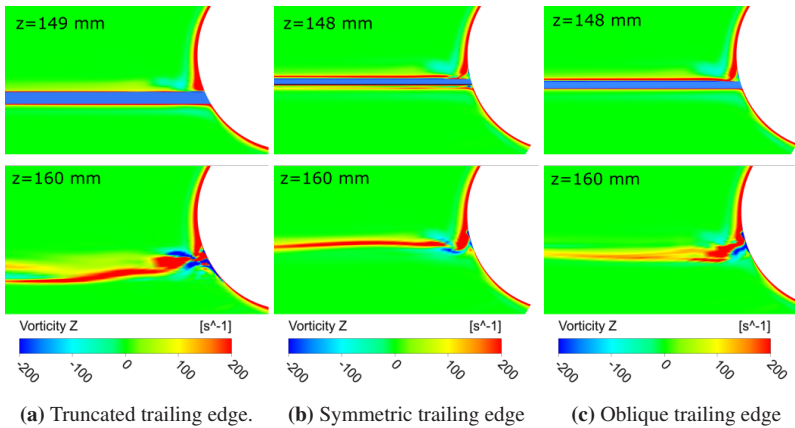 z=149 mm
z=148 mm
z=148 mm
z=160 mm
z=160 mm
z=160 mm
Vorticity Z [s^-1]
-200 -100 0 100 200
Vorticity Z [s^-1]
-200 -100 0 100 200
Vorticity Z [s^-1]
-200 -100 0 100 200
(a) Truncated trailing edge.
(b) Symmetric trailing edge
(c) Oblique trailing edge